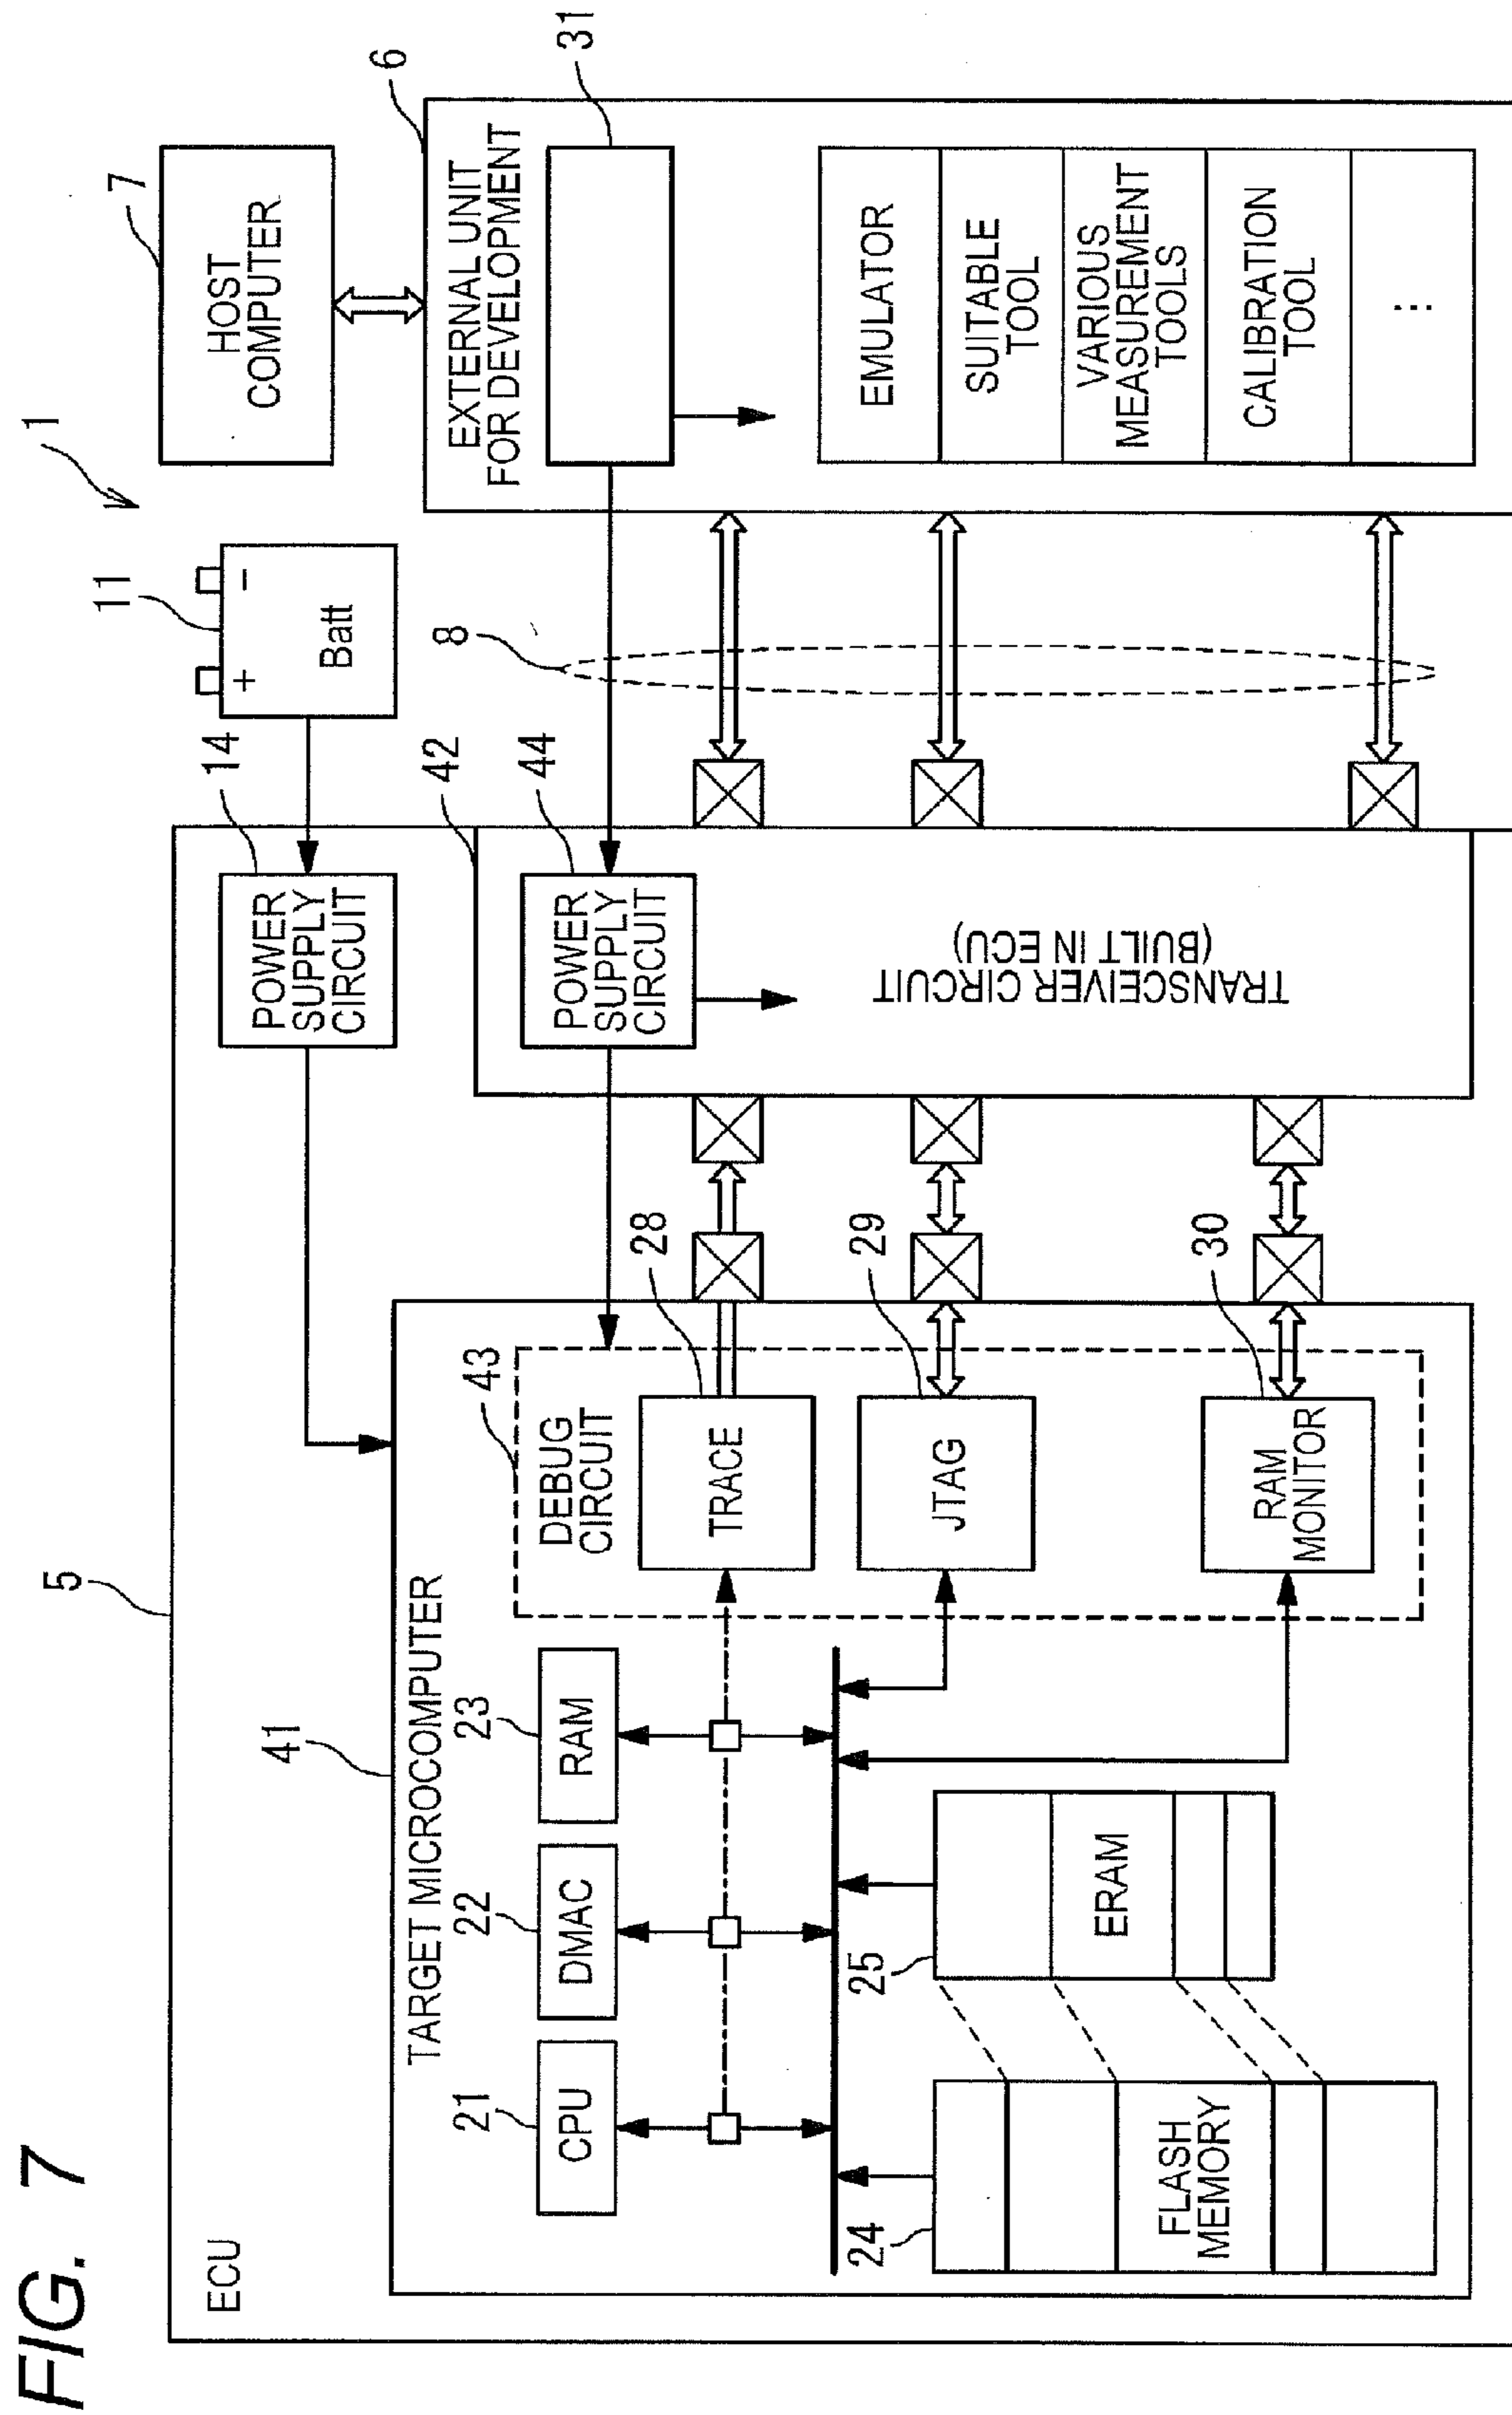 FIG. 7
1
5
ECU
41
TARGET MICROCOMPUTER
21
CPU
22
DMAC
23
RAM
24
FLASH
MEMORY
25
ERAM
43
DEBUG
CIRCUIT
28
TRACE
29
JTAG
30
RAM
MONITOR
14
POWER
SUPPLY
CIRCUIT
42
44
POWER
SUPPLY
CIRCUIT
TRANSCEIVER CIRCUIT
(BUILT IN ECU)
11
+
−
Batt
8
7
HOST
COMPUTER
6
EXTERNAL UNIT
FOR DEVELOPMENT
31
EMULATOR
SUITABLE
TOOL
VARIOUS
MEASUREMENT
TOOLS
CALIBRATION
TOOL
...